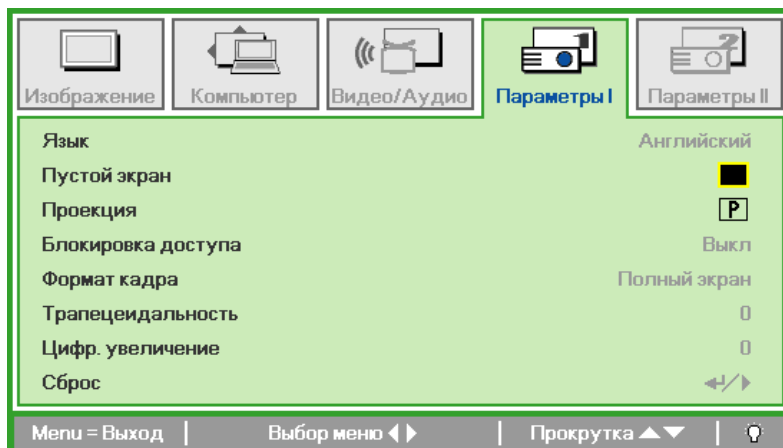 Изображение
Компьютер
Видео/Аудио
Параметры I
Параметры II
Язык Английский
Пустой экран
Проекция P
Блокировка доступа Выкл
Формат кадра Полный экран
Трапецеидальность 0
Цифр. увеличение 0
Сброс
Menu = Выход Выбор меню Прокрутка